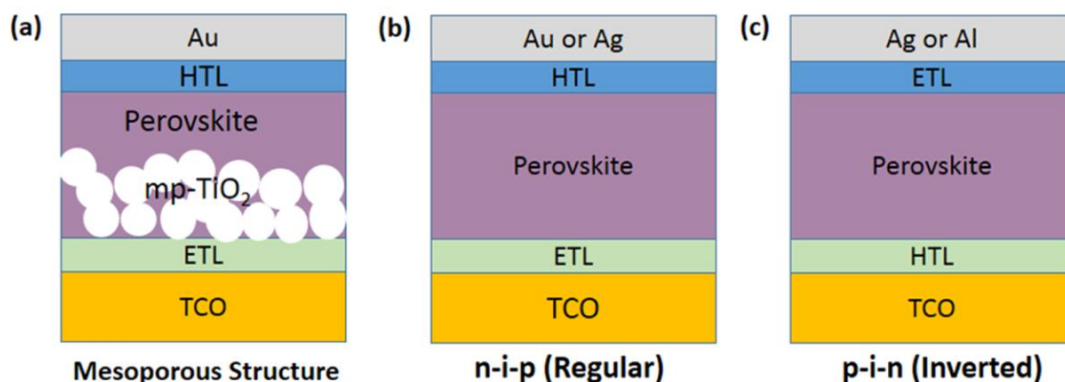 (a)
Au
HTL
Perovskite
mp-TiO₂
ETL
TCO
Mesoporous Structure
(b)
Au or Ag
HTL
Perovskite
ETL
TCO
n-i-p (Regular)
(c)
Ag or Al
ETL
Perovskite
HTL
TCO
p-i-n (Inverted)